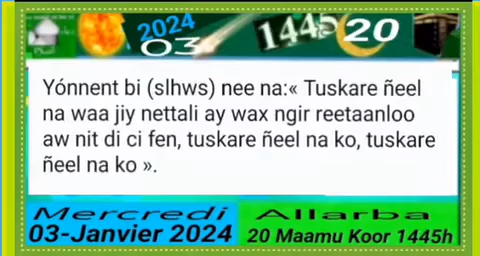 2024
03
1445
20
Yónnent bi (slhws) nee na:« Tuskare ñeel
na waa jiy nettali ay wax ngir reetaanloo
aw nit di ci fen, tuskare ñeel na ko, tuskare
ñeel na ko ».
Mercredi
Allarba
03-Janvier 2024
20 Maamu Koor 1445h